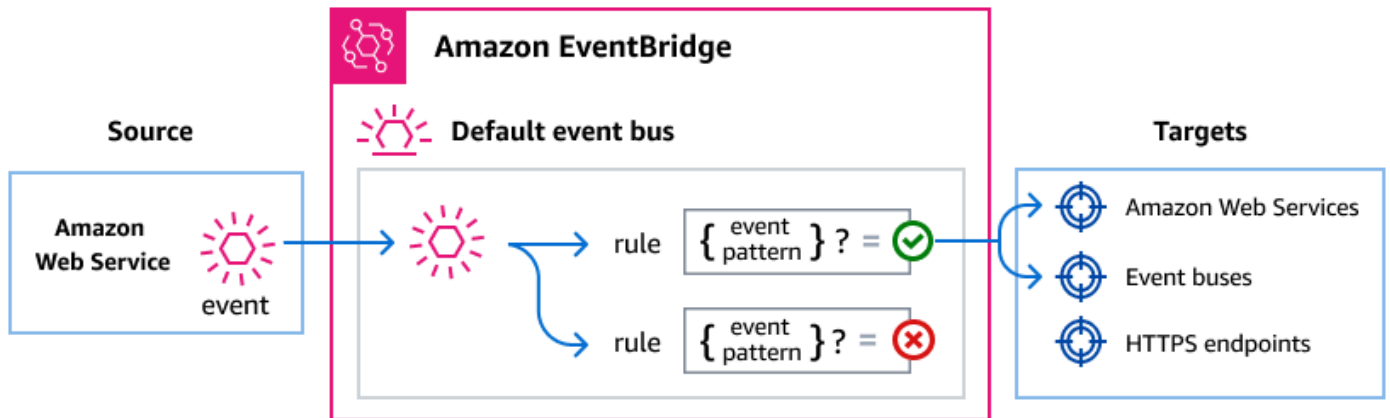 Amazon EventBridge
Source
Default event bus
Targets
Amazon
Web Service
event
rule
{ event
pattern } ? =
rule
{ event
pattern } ? =
Amazon Web Services
Event buses
HTTPS endpoints